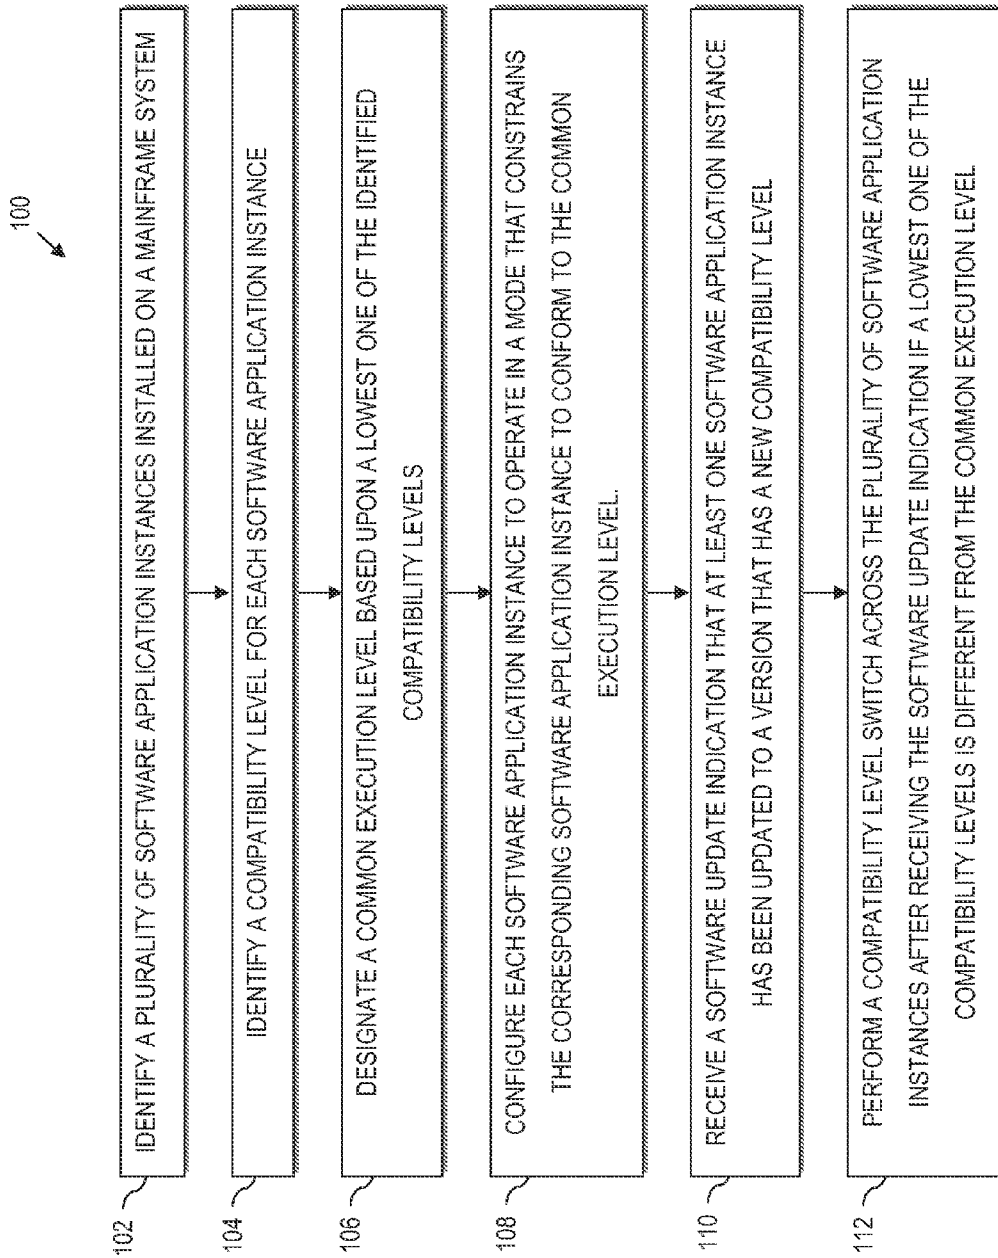 100
102
IDENTIFY A PLURALITY OF SOFTWARE APPLICATION INSTANCES INSTALLED ON A MAINFRAME SYSTEM
104
IDENTIFY A COMPATIBILITY LEVEL FOR EACH SOFTWARE APPLICATION INSTANCE
106
DESIGNATE A COMMON EXECUTION LEVEL BASED UPON A LOWEST ONE OF THE IDENTIFIED
COMPATIBILITY LEVELS
108
CONFIGURE EACH SOFTWARE APPLICATION INSTANCE TO OPERATE IN A MODE THAT CONSTRAINS
THE CORRESPONDING SOFTWARE APPLICATION INSTANCE TO CONFORM TO THE COMMON
EXECUTION LEVEL.
110
RECEIVE A SOFTWARE UPDATE INDICATION THAT AT LEAST ONE SOFTWARE APPLICATION INSTANCE
HAS BEEN UPDATED TO A VERSION THAT HAS A NEW COMPATIBILITY LEVEL
112
PERFORM A COMPATIBILITY LEVEL SWITCH ACROSS THE PLURALITY OF SOFTWARE APPLICATION
INSTANCES AFTER RECEIVING THE SOFTWARE UPDATE INDICATION IF A LOWEST ONE OF THE
COMPATIBILITY LEVELS IS DIFFERENT FROM THE COMMON EXECUTION LEVEL